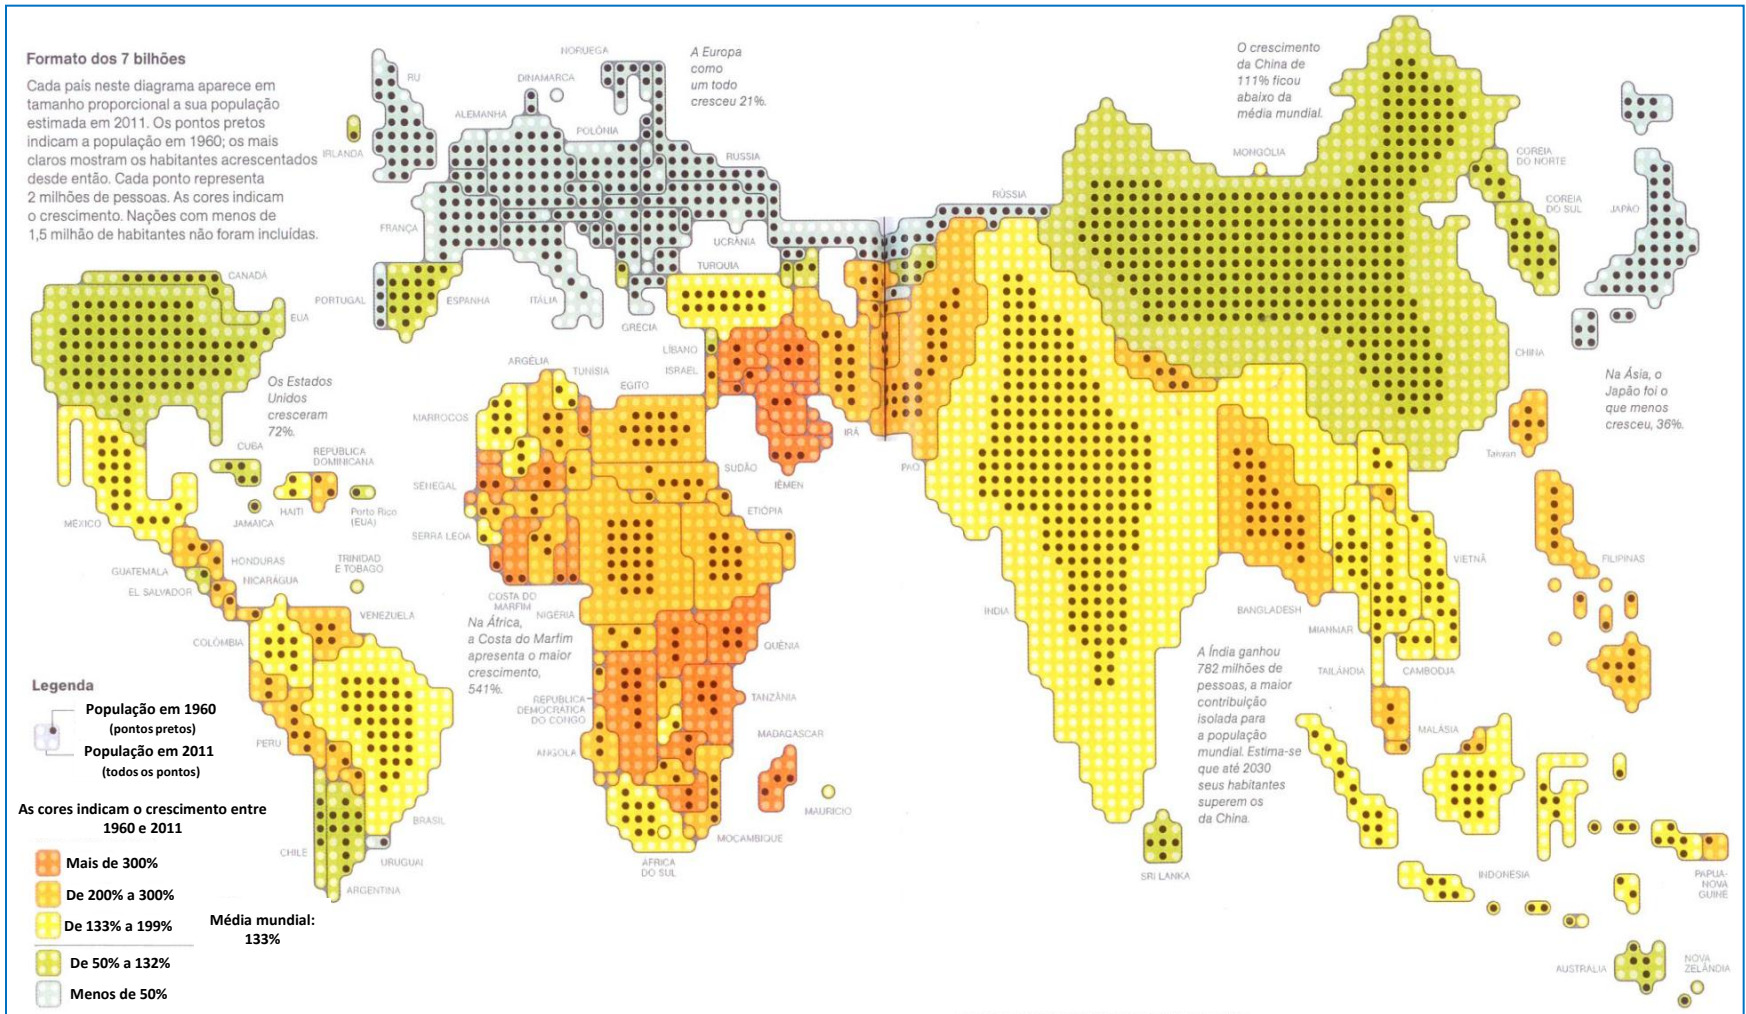 Formato dos 7 bilhões
Cada país neste diagrama aparece em
tamanho proporcional a sua população
estimada em 2011. Os pontos pretos
indicam a população em 1960; os mais
claros mostram os habitantes acrescentados
desde então. Cada ponto representa
2 milhões de pessoas. As cores indicam
o crescimento. Nações com menos de
1,5 milhão de habitantes não foram incluídas.
NORUEGA
DINAMARCA
RU
ALEMANHA
POLÔNIA
IRLANDA
RÚSSIA
FRANÇA
UCRÂNIA
TURQUIA
PORTUGAL
ESPANHA
ITÁLIA
GRÉCIA
A Europa
como
um todo
cresceu 21%.
RÚSSIA
O crescimento
da China de
111% ficou
abaixo da
média mundial.
MONGÓLIA
COREIA
DO NORTE
COREIA
DO SUL
JAPÃO
CHINA
Na Ásia, o
Japão foi o
que menos
cresceu, 36%.
Taiwan
CANADÁ
EUA
Os Estados
Unidos
cresceram
72%.
CUBA
REPÚBLICA
DOMINICANA
JAMAICA
HAITI
Porto Rico
(EUA)
MÉXICO
HONDURAS
GUATEMALA
NICARÁGUA
EL SALVADOR
TRINIDAD
E TOBAGO
VENEZUELA
COLÔMBIA
PERU
BRASIL
CHILE
URUGUAI
ARGENTINA
LÍBANO
ISRAEL
ARGÉLIA
TUNÍSIA
EGITO
MARROCOS
IRÃ
PAQ
SUDÃO
IÊMEN
SENEGAL
ETIÓPIA
SERRA LEOA
COSTA DO
MARFIM
NIGÉRIA
Na África,
a Costa do Marfim
apresenta o maior
crescimento,
541%.
QUÊNIA
REPÚBLICA
DEMOCRÁTICA
DO CONGO
TANZÂNIA
ANGOLA
MADAGASCAR
MAURICIO
MOÇAMBIQUE
ÁFRICA
DO SUL
ÍNDIA
BANGLADESH
MIANMAR
VIETNÃ
TAILÂNDIA
CAMBODJA
FILIPINAS
A Índia ganhou
782 milhões de
pessoas, a maior
contribuição
isolada para
a população
mundial. Estima-se
que até 2030
seus habitantes
superem os
da China.
MALÁSIA
SRI LANKA
INDONESIA
PAPUA-
NOVA
GUINÉ
AUSTRÁLIA
NOVA
ZELÂNDIA
Legenda
População em 1960
(pontos pretos)
População em 2011
(todos os pontos)
As cores indicam o crescimento entre
1960 e 2011
Mais de 300%
De 200% a 300%
De 133% a 199%
Média mundial:
133%
De 50% a 132%
Menos de 50%